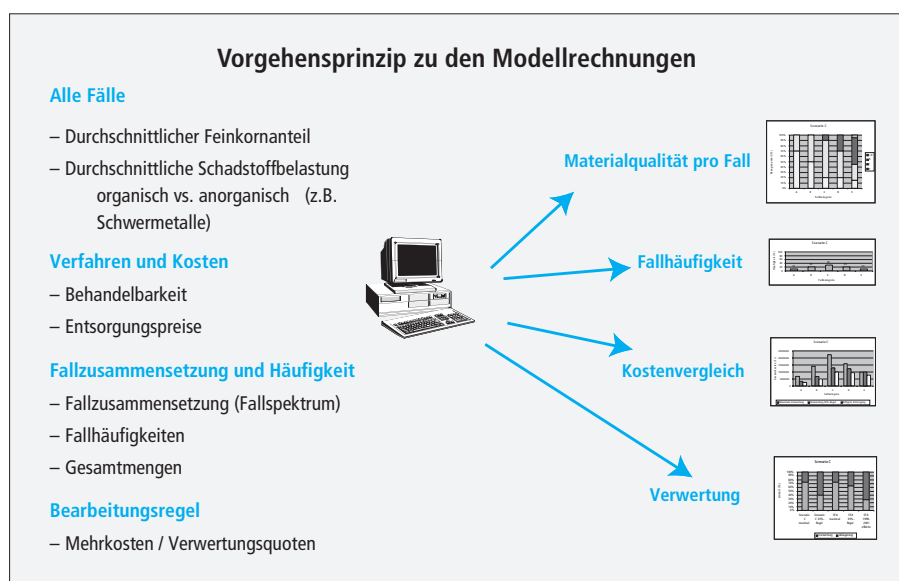 Vorgehensprinzip zu den Modellrechnungen
Alle Fälle
– Durchschnittlicher Feinkornanteil
– Durchschnittliche Schadstoffbelastung
organisch vs. anorganisch (z.B.
Schwermetalle)
Verfahren und Kosten
– Behandelbarkeit
– Entsorgungspreise
Fallzusammensetzung und Häufigkeit
– Fallzusammensetzung (Fallspektrum)
– Fallhäufigkeiten
– Gesamtmengen
Bearbeitungsregel
– Mehrkosten / Verwertungsquoten
Materialqualität pro Fall
Fallhäufigkeit
Kostenvergleich
Verwertung